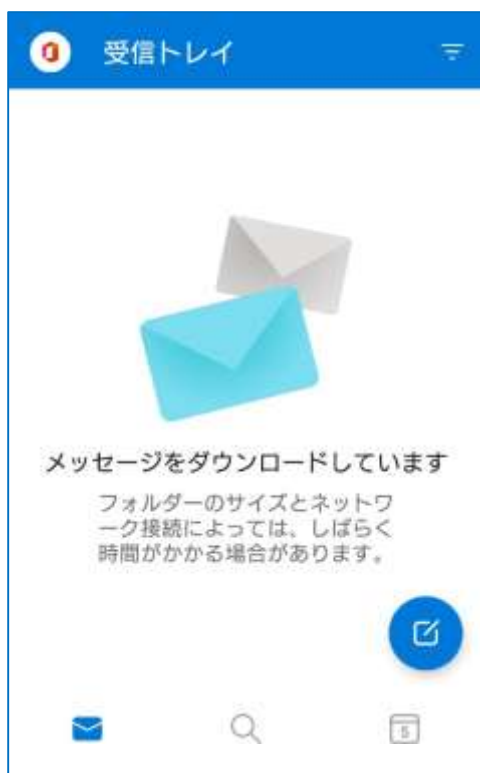 受信トレイ
メッセージをダウンロードしています
フォルダーのサイズとネットワ
ーク接続によっては、しばらく
時間がかかる場合があります。
5